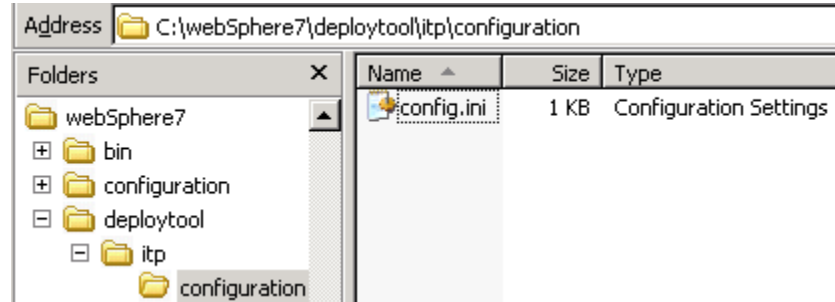 Address C:\webSphere7\deploytool\itp\configuration
Folders x Name Size Type
webSphere7 config.ini 1 KB Configuration Settings
bin
configuration
deploytool
itp
configuration